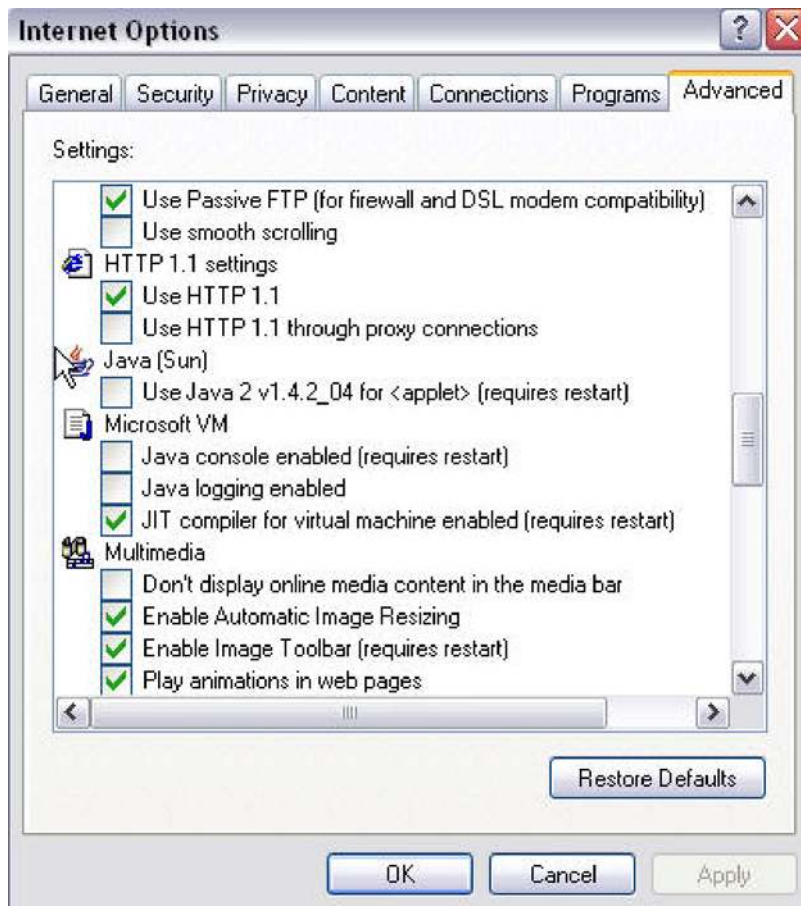 Internet Options
General Security Privacy Content Connections Programs Advanced
Settings:
Use Passive FTP (for firewall and DSL modem compatibility)
Use smooth scrolling
HTTP 1.1 settings
Use HTTP 1.1
Use HTTP 1.1 through proxy connections
Java (Sun)
Use Java 2 v1.4.2_04 for <applet> (requires restart)
Microsoft VM
Java console enabled (requires restart)
Java logging enabled
JIT compiler for virtual machine enabled (requires restart)
Multimedia
Don't display online media content in the media bar
Enable Automatic Image Resizing
Enable Image Toolbar (requires restart)
Play animations in web pages
Restore Defaults
OK Cancel Apply